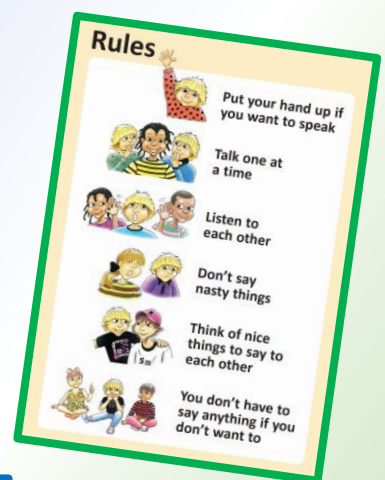 Rules
Put your hand up if
you want to speak
Talk one at
a time
Listen to
each other
Don't say
nasty things
Think of nice
things to say to
each other
You don't have to
say anything if you
don't want to